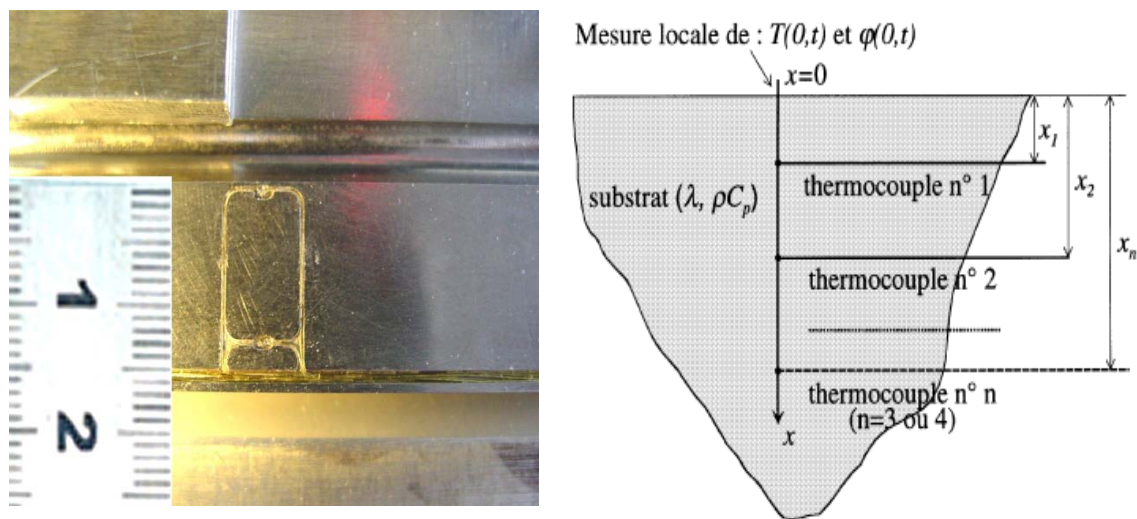 1
2
Mesure locale de : T(0,t) et φ(0,t)
x=0
x₁
thermocouple n° 1
substrat (λ, ρCₚ)
x₂
thermocouple n° 2
xₙ
thermocouple n° n
(n=3 ou 4)
x